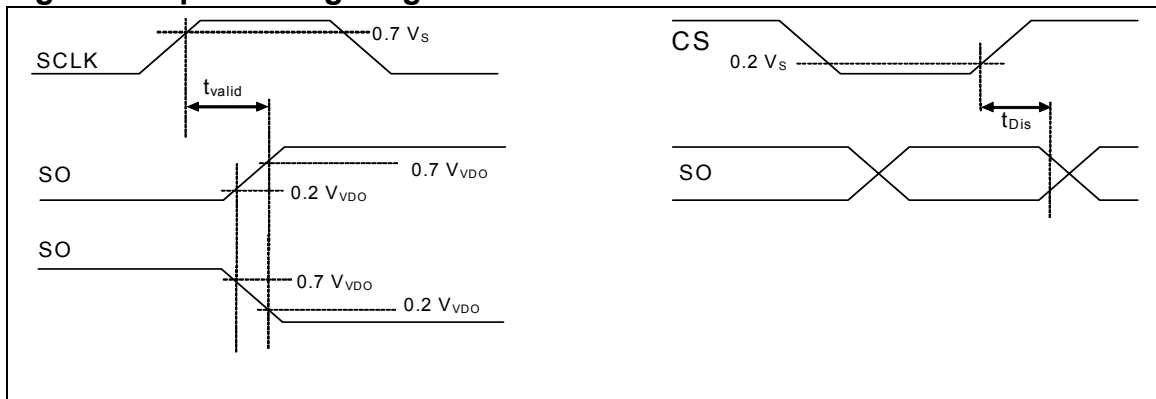 0.7 VS
SCLK
tvalid
SO
0.7 VVDO
0.2 VVDO
SO
0.7 VVDO
0.2 VVDO
CS
0.2 VS
tDis
SO